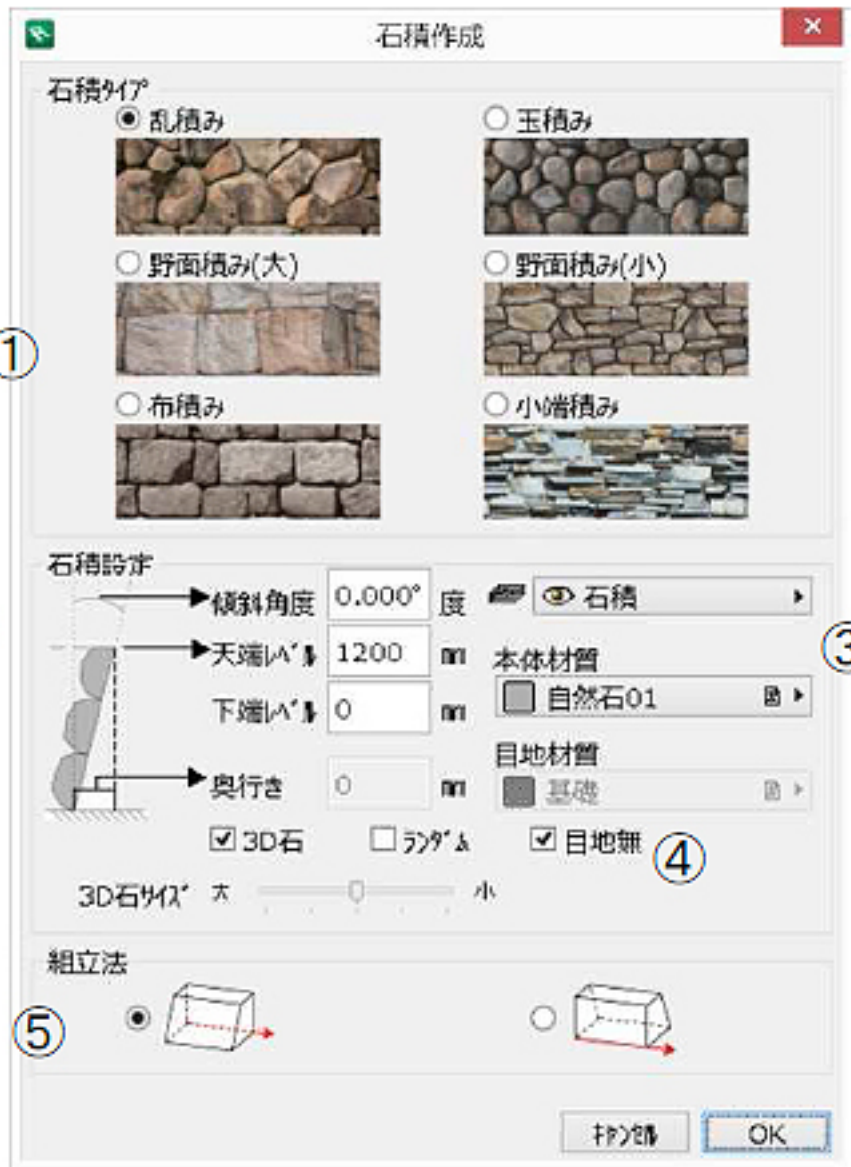 石積作成
石積ﾀｲﾌﾟ
乱積み
玉積み
野面積み(大)
野面積み(小)
①
布積み
小端積み
石積設定
傾斜角度 0.000° 度
石積
③
天端ﾚﾍﾞﾙ 1200 mm
本体材質
自然石01
下端ﾚﾍﾞﾙ 0 mm
目地材質
奥行き 0 mm
基礎
3D石 ﾗﾝﾀﾞﾑ 目地無
④
3D石ｻｲｽﾞ 大 小
組立法
⑤
ｷｬﾝｾﾙ OK